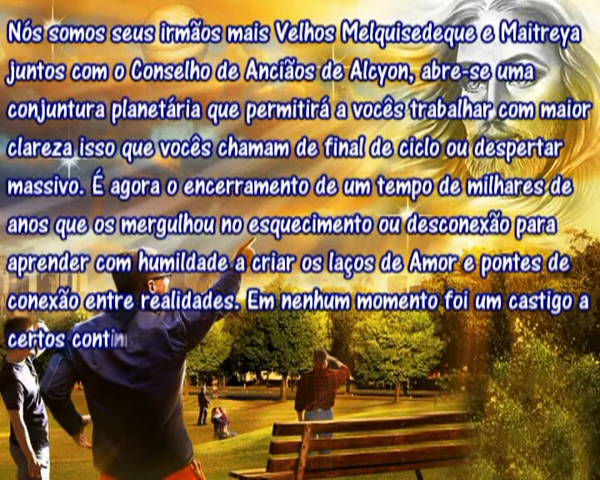 Nós somos seus irmãos mais Velhos Melquisedeque e Maitreya
juntos com o Conselho de Anciãos de Alcyon, abre-se uma
conjuntura planetária que permitirá a vocês trabalhar com maior
clareza isso que vocês chamam de final de ciclo ou despertar
massivo. É agora o encerramento de um tempo de milhares de
anos que os mergulhou no esquecimento ou desconexão para
aprender com humildade a criar os laços de Amor e pontes de
conexão entre realidades. Em nenhum momento foi um castigo a
certos contin